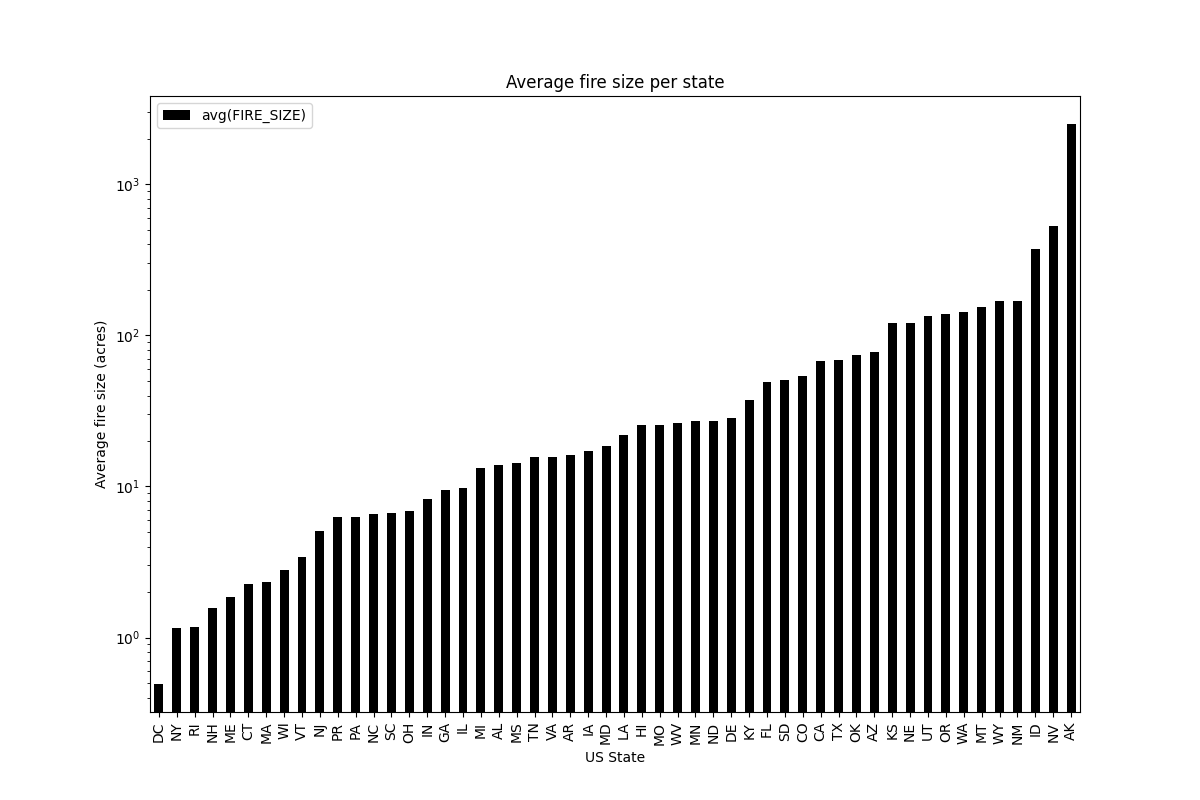 Average fire size per state
avg(FIRE_SIZE)
10³
10²
10¹
10⁰
Average fire size (acres)
DC NY RI NH ME CT MA WI VT NJ PR PA NC SC OH IN GA IL MI AL MS TN VA AR IA MD LA HI MO WV MN ND DE KY FL SD CO CA TX OK AZ KS NE UT OR WA MT WY NM ID NV AK
US State